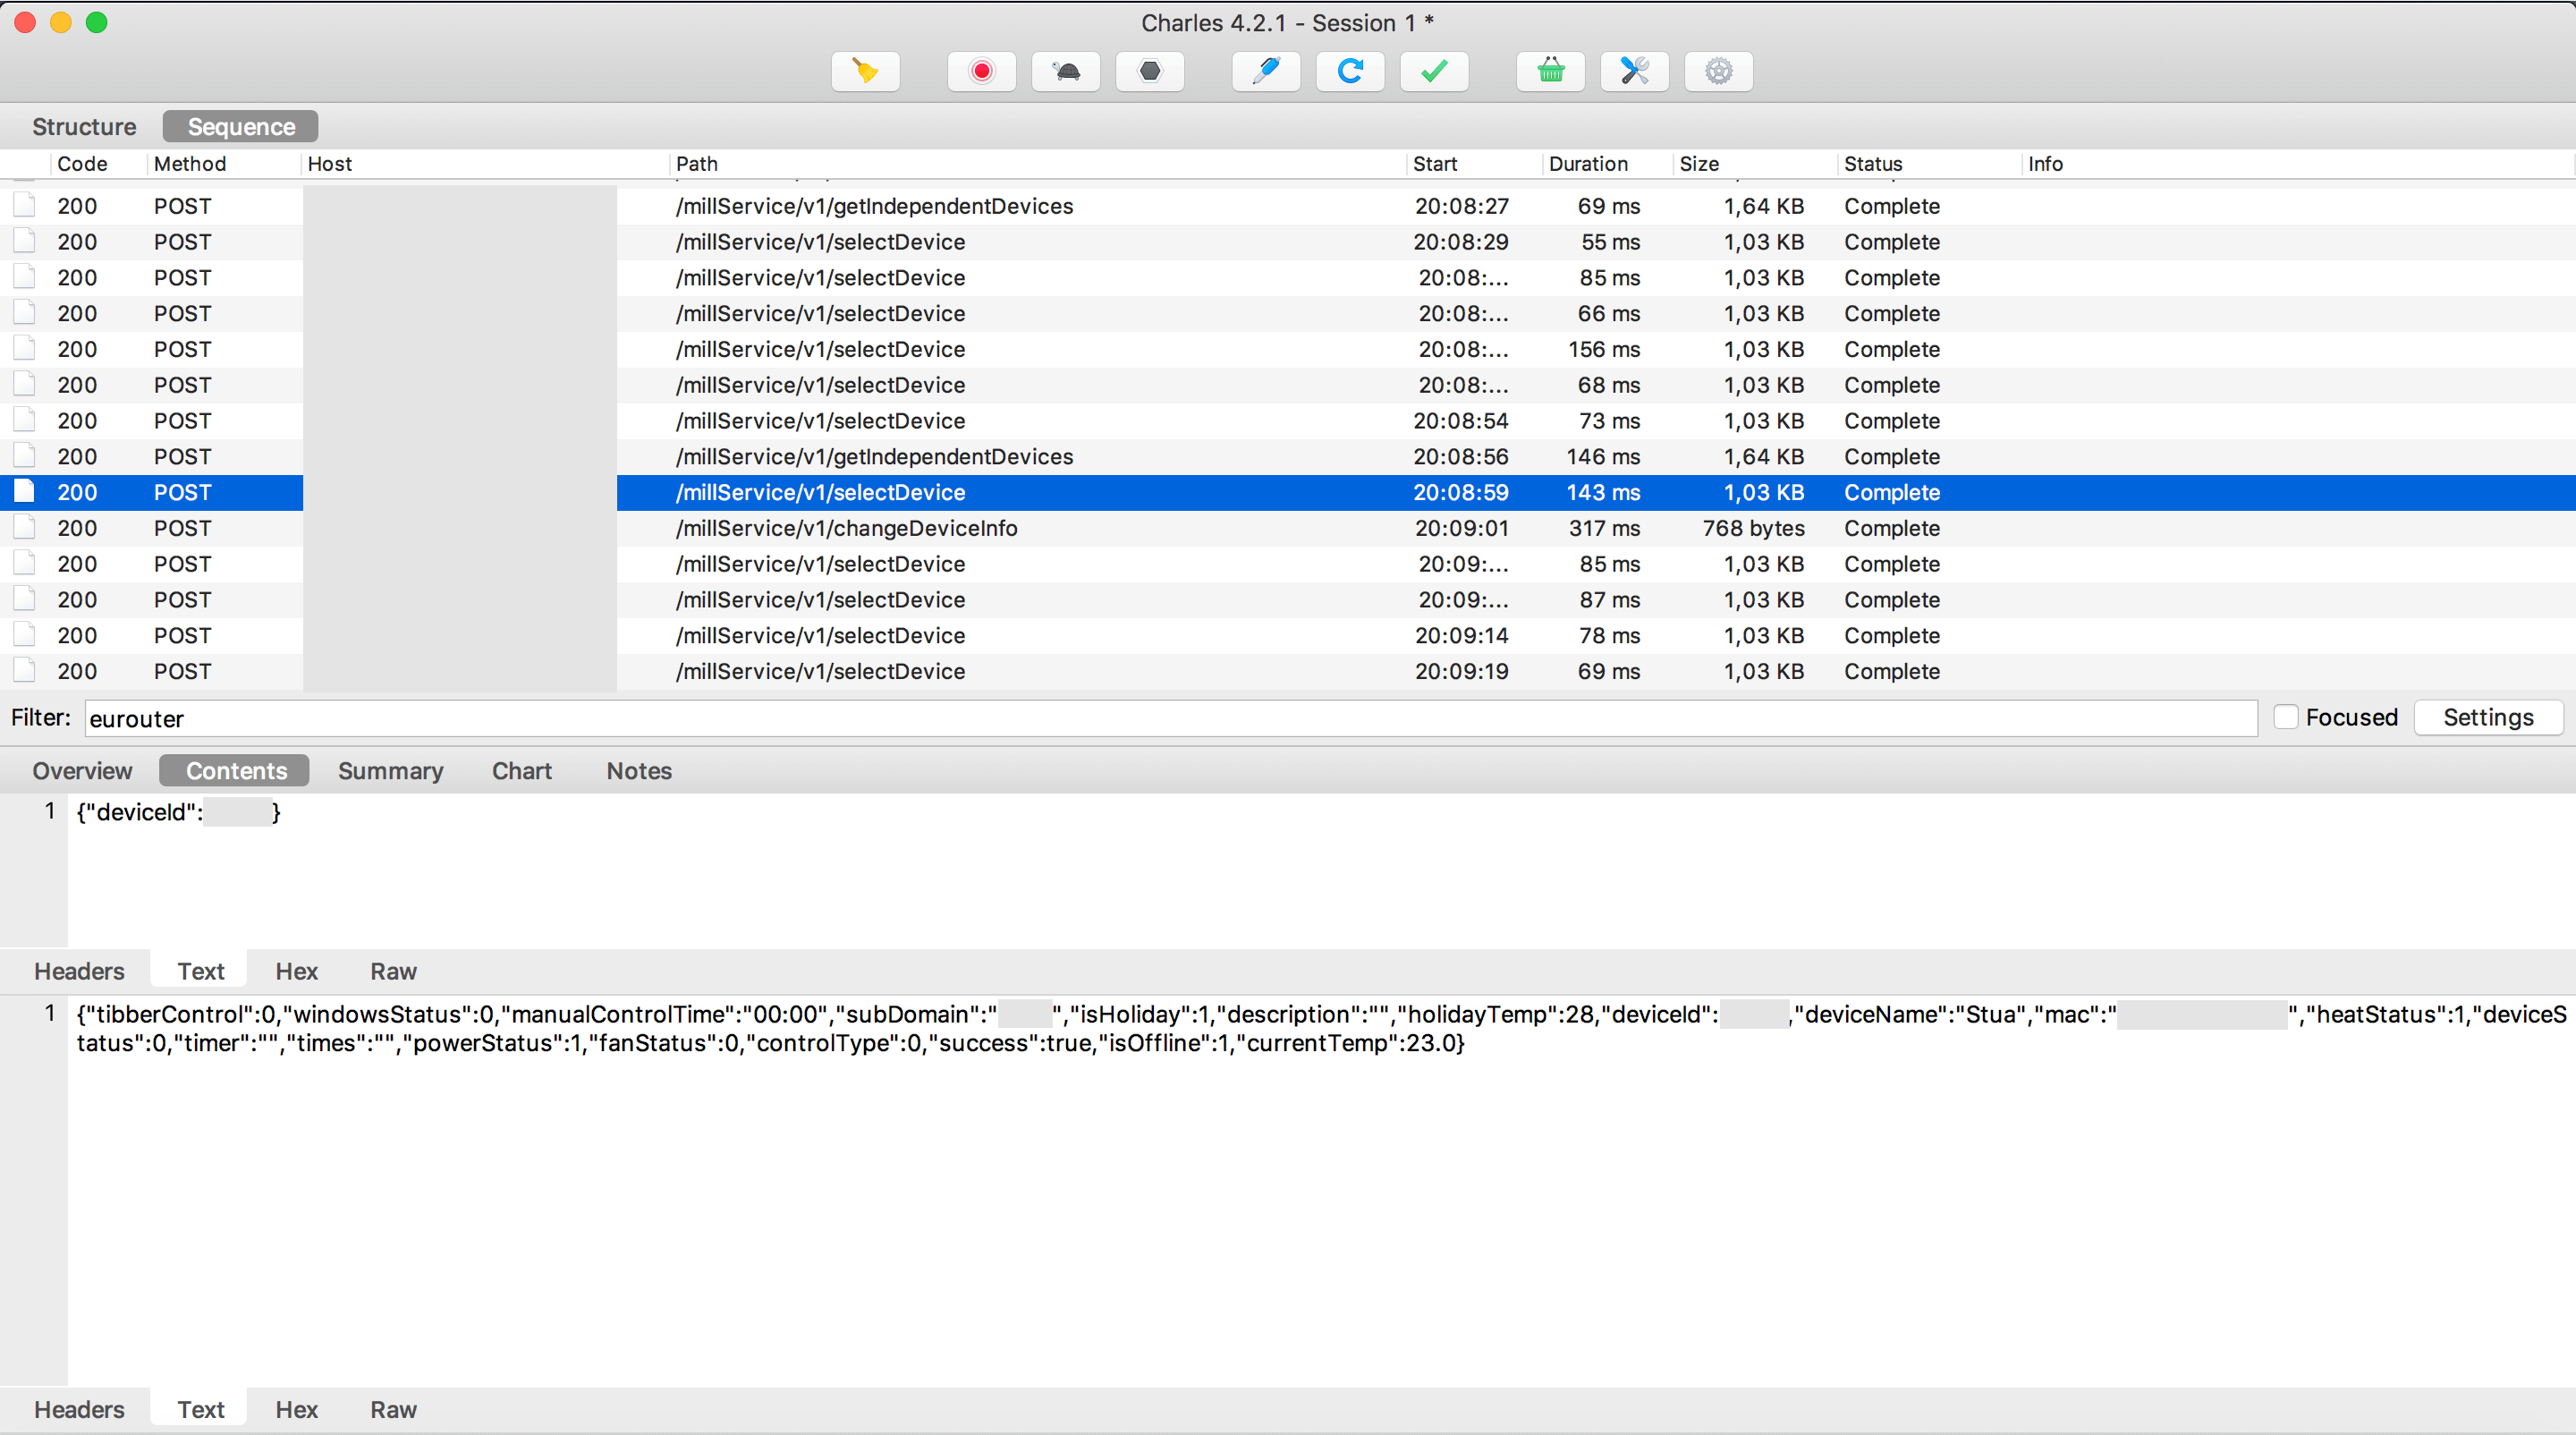 Charles 4.2.1 - Session 1 *
Structure Sequence
Code Method Host Path Start Duration Size Status Info
200 POST /millService/v1/getIndependentDevices 20:08:27 69 ms 1,64 KB Complete
200 POST /millService/v1/selectDevice 20:08:29 55 ms 1,03 KB Complete
200 POST /millService/v1/selectDevice 20:08:... 85 ms 1,03 KB Complete
200 POST /millService/v1/selectDevice 20:08:... 66 ms 1,03 KB Complete
200 POST /millService/v1/selectDevice 20:08:... 156 ms 1,03 KB Complete
200 POST /millService/v1/selectDevice 20:08:... 68 ms 1,03 KB Complete
200 POST /millService/v1/selectDevice 20:08:54 73 ms 1,03 KB Complete
200 POST /millService/v1/getIndependentDevices 20:08:56 146 ms 1,64 KB Complete
200 POST /millService/v1/selectDevice 20:08:59 143 ms 1,03 KB Complete
200 POST /millService/v1/changeDeviceInfo 20:09:01 317 ms 768 bytes Complete
200 POST /millService/v1/selectDevice 20:09:... 85 ms 1,03 KB Complete
200 POST /millService/v1/selectDevice 20:09:... 87 ms 1,03 KB Complete
200 POST /millService/v1/selectDevice 20:09:14 78 ms 1,03 KB Complete
200 POST /millService/v1/selectDevice 20:09:19 69 ms 1,03 KB Complete
Filter: eurouter Focused Settings
Overview Contents Summary Chart Notes
1 {"deviceId": }
Headers Text Hex Raw
1 {"tibberControl":0,"windowsStatus":0,"manualControlTime":"00:00","subDomain":" ","isHoliday":1,"description":"","holidayTemp":28,"deviceId": ,"deviceName":"Stua","mac":" ","heatStatus":1,"deviceS
tatus":0,"timer":"","times":"","powerStatus":1,"fanStatus":0,"controlType":0,"success":true,"isOffline":1,"currentTemp":23.0}
Headers Text Hex Raw